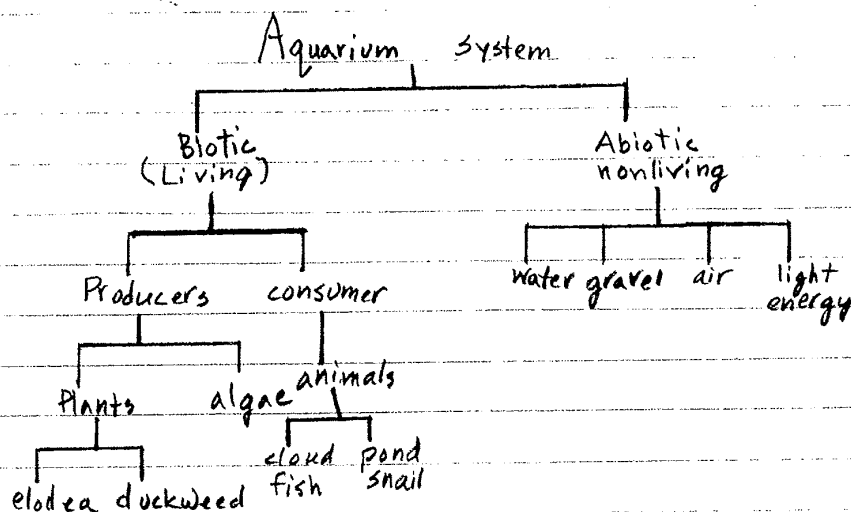 Aquarium system
Biotic
(Living)
Abiotic
nonliving
Producers
consumer
water
gravel
air
light
energy
Plants
algae
animals
elodea
duckweed
cloud
fish
pond
snail